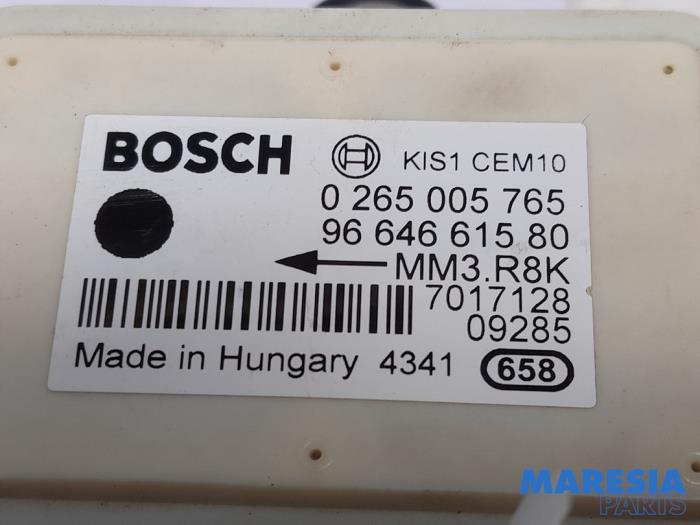 BOSCH
KIS1 CEM10
0 265 005 765
96 646 615 80
MM3.R8K
7017128
09285
Made in Hungary 4341 658
MARESIA
PARTS